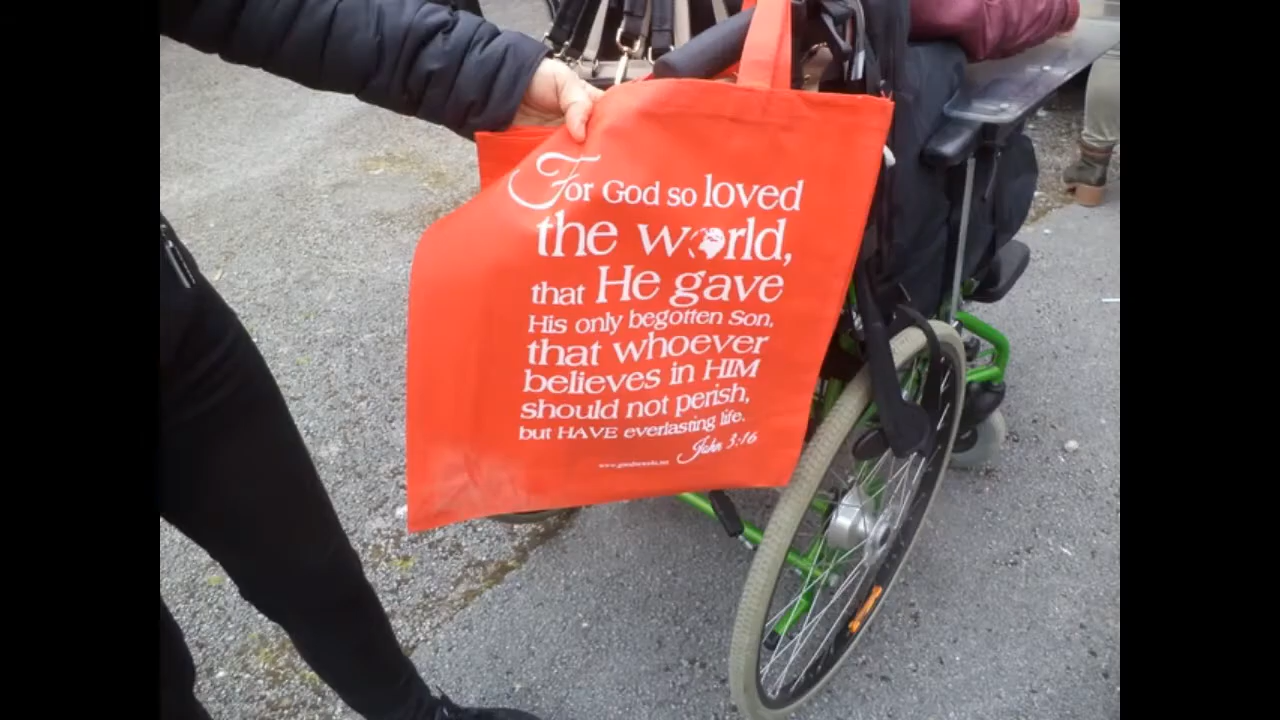 For God so loved
the world,
that He gave
His only begotten Son,
that whoever
believes in HIM
should not perish,
but HAVE everlasting life.
John 3:16